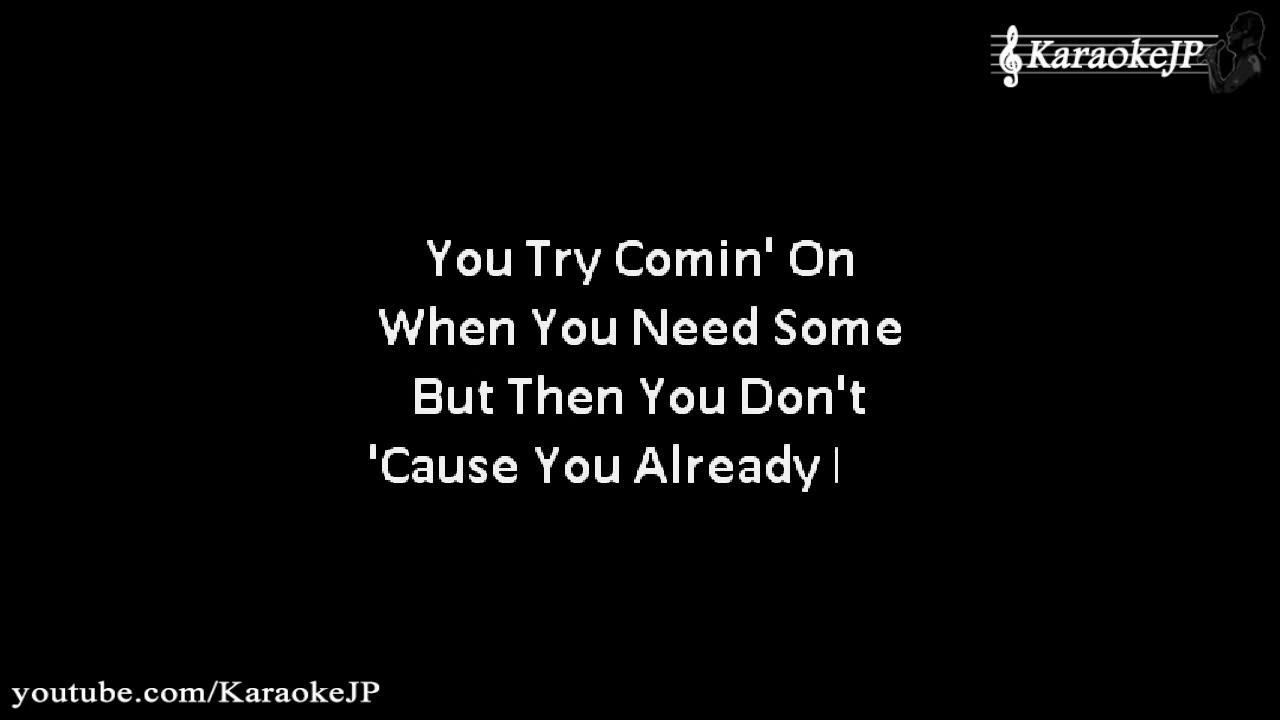 KaraokeJP
You Try Comin' On
When You Need Some
But Then You Don't
'Cause You Already
youtube.com/KaraokeJP